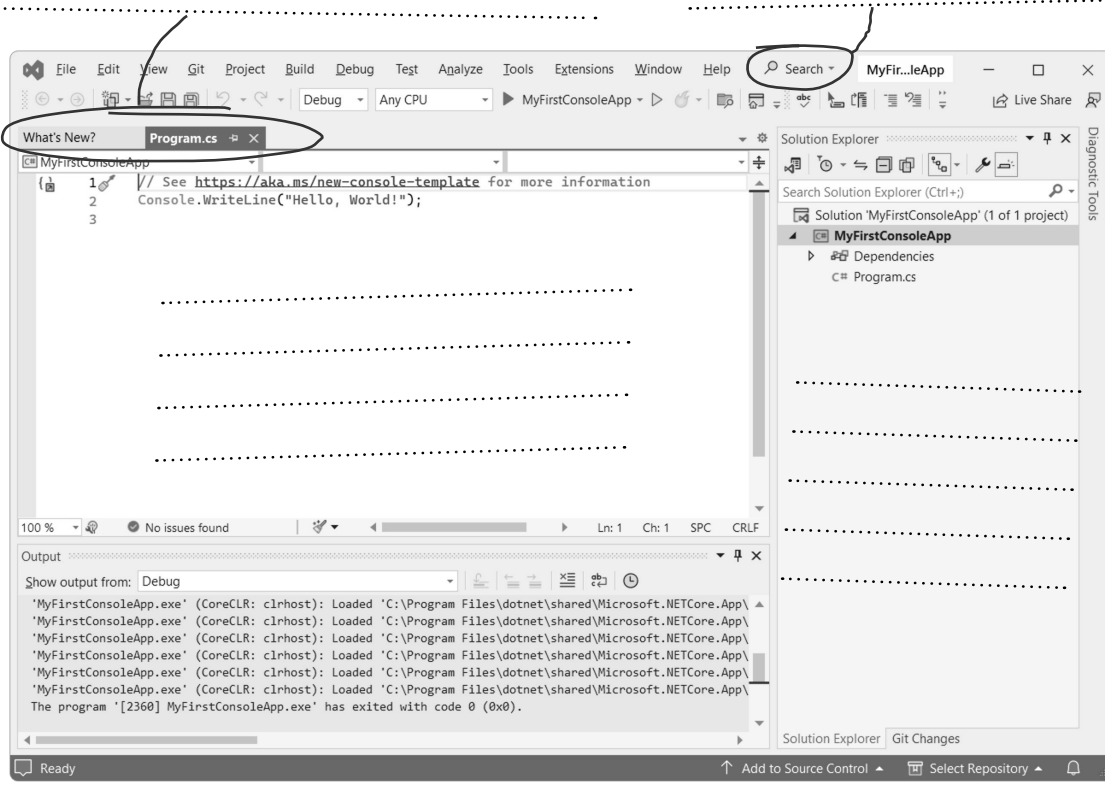 File Edit View Git Project Build Debug Test Analyze Tools Extensions Window Help Search MyFir...leApp
Debug Any CPU MyFirstConsoleApp Live Share
What's New? Program.cs
MyFirstConsoleApp
1 // See https://aka.ms/new-console-template for more information
2 Console.WriteLine("Hello, World!");
3
100 % No issues found Ln: 1 Ch: 1 SPC CRLF
Output
Show output from: Debug
'MyFirstConsoleApp.exe' (CoreCLR: clrhost): Loaded 'C:\Program Files\dotnet\shared\Microsoft.NETCore.App\
'MyFirstConsoleApp.exe' (CoreCLR: clrhost): Loaded 'C:\Program Files\dotnet\shared\Microsoft.NETCore.App\
'MyFirstConsoleApp.exe' (CoreCLR: clrhost): Loaded 'C:\Program Files\dotnet\shared\Microsoft.NETCore.App\
'MyFirstConsoleApp.exe' (CoreCLR: clrhost): Loaded 'C:\Program Files\dotnet\shared\Microsoft.NETCore.App\
'MyFirstConsoleApp.exe' (CoreCLR: clrhost): Loaded 'C:\Program Files\dotnet\shared\Microsoft.NETCore.App\
'MyFirstConsoleApp.exe' (CoreCLR: clrhost): Loaded 'C:\Program Files\dotnet\shared\Microsoft.NETCore.App\
The program '[2360] MyFirstConsoleApp.exe' has exited with code 0 (0x0).
Solution Explorer
Search Solution Explorer (Ctrl+;)
Solution 'MyFirstConsoleApp' (1 of 1 project)
C# MyFirstConsoleApp
Dependencies
C# Program.cs
Solution Explorer Git Changes
Diagnostic Tools
Ready Add to Source Control Select Repository